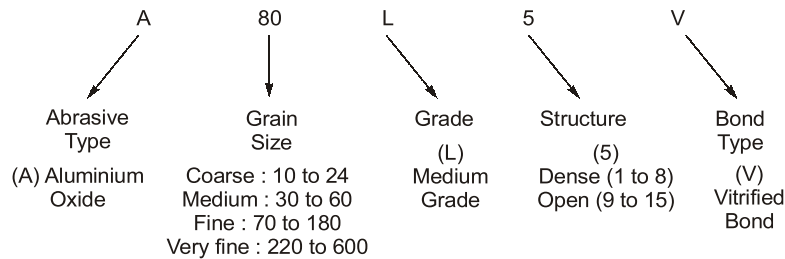 A 80 L 5 V
Abrasive Type
(A) Aluminium Oxide
Grain Size
Coarse : 10 to 24
Medium : 30 to 60
Fine : 70 to 180
Very fine : 220 to 600
Grade
(L)
Medium
Grade
Structure
(5)
Dense (1 to 8)
Open (9 to 15)
Bond
Type
(V)
Vitrified
Bond